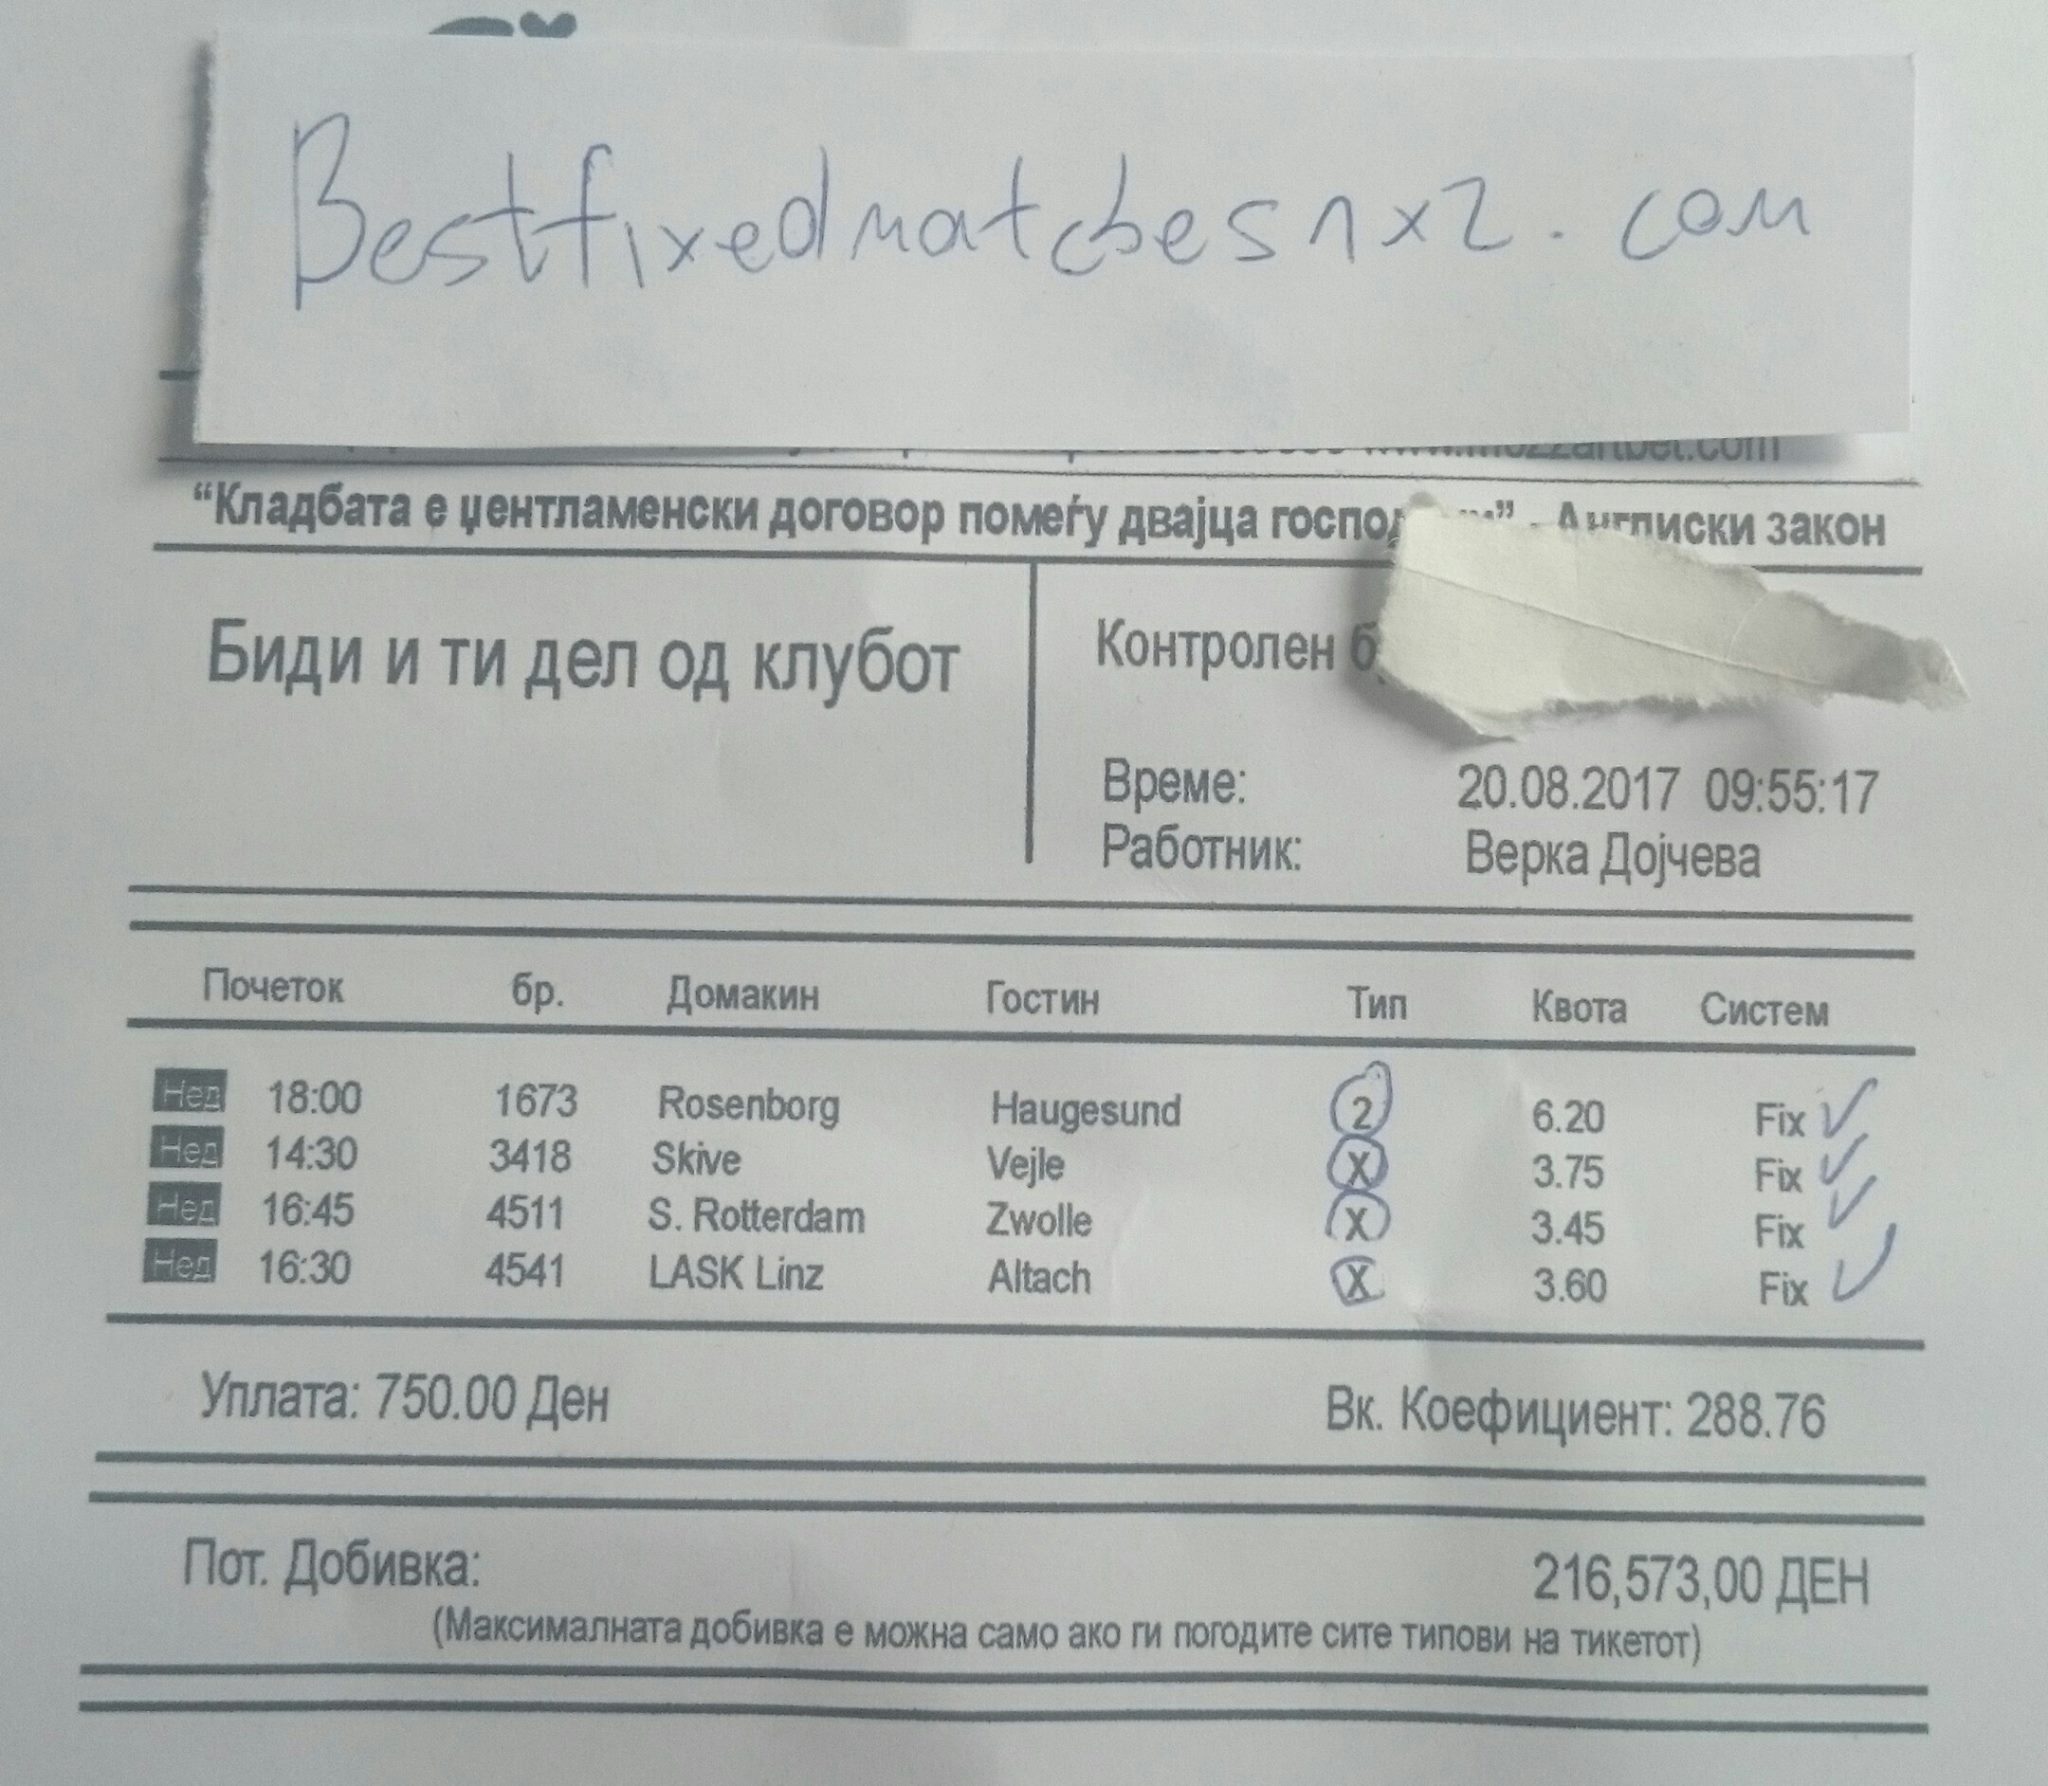 Bestfixedmatches1x2.com
www.mozzartbet.com
“Кладбата е џентламенски договор помеѓу двајца - Англиски закон
Биди и ти дел од клубот
Контролен
Време: 20.08.2017 09:55:17
Работник: Верка Дојчева
Почеток бр. Домакин Гостин Тип Квота Систем
Нед 18:00 1673 Rosenborg Haugesund 2 6.20 Fix
Нед 14:30 3418 Skive Vejle X 3.75 Fix
Нед 16:45 4511 S. Rotterdam Zwolle X 3.45 Fix
Нед 16:30 4541 LASK Linz Altach X 3.60 Fix
Уплата: 750.00 Ден Вк. Коефициент: 288.76
Пот. Добивка: 216,573,00 ДЕН
(Максималната добивка е можна само ако ги погодите сите типови на тикетот)